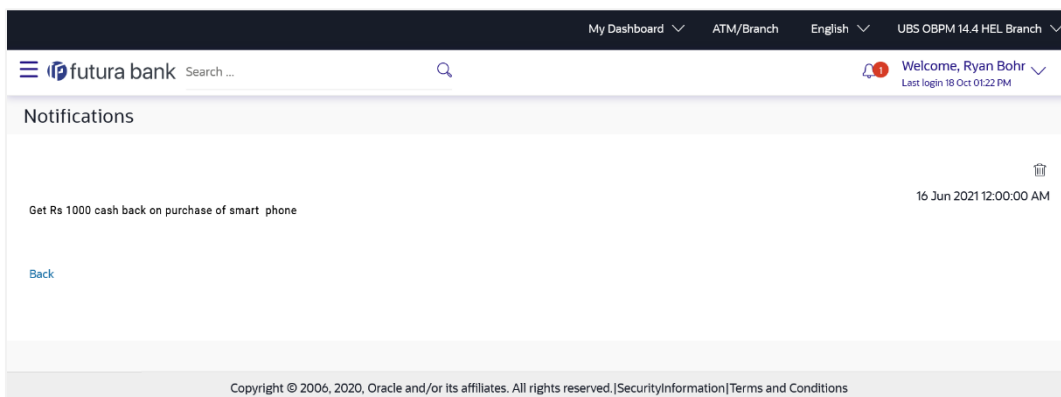 My Dashboard ATM/Branch English UBS OBPM 14.4 HEL Branch
futura bank Search ... 1 Welcome, Ryan Bohr
Last login 18 Oct 01:22 PM
Notifications
16 Jun 2021 12:00:00 AM
Get Rs 1000 cash back on purchase of smart phone
Back
Copyright © 2006, 2020, Oracle and/or its affiliates. All rights reserved.|SecurityInformation|Terms and Conditions